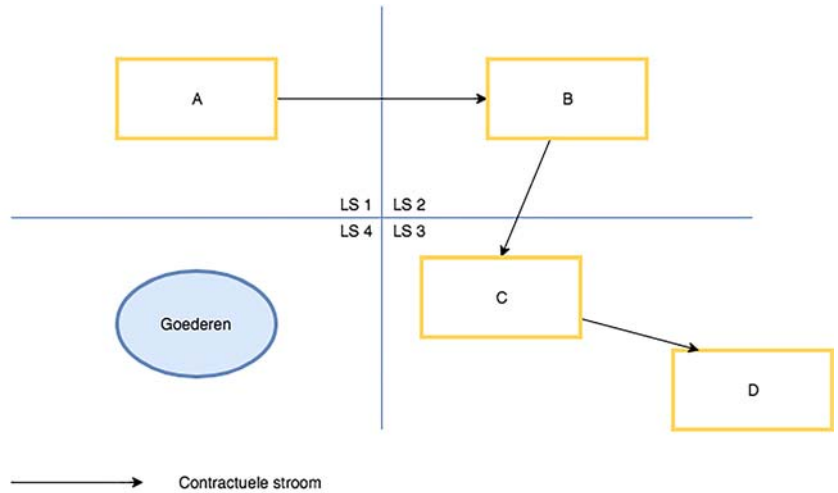 A
B
LS 1
LS 2
LS 4
LS 3
Goederen
C
D
Contractuele stroom